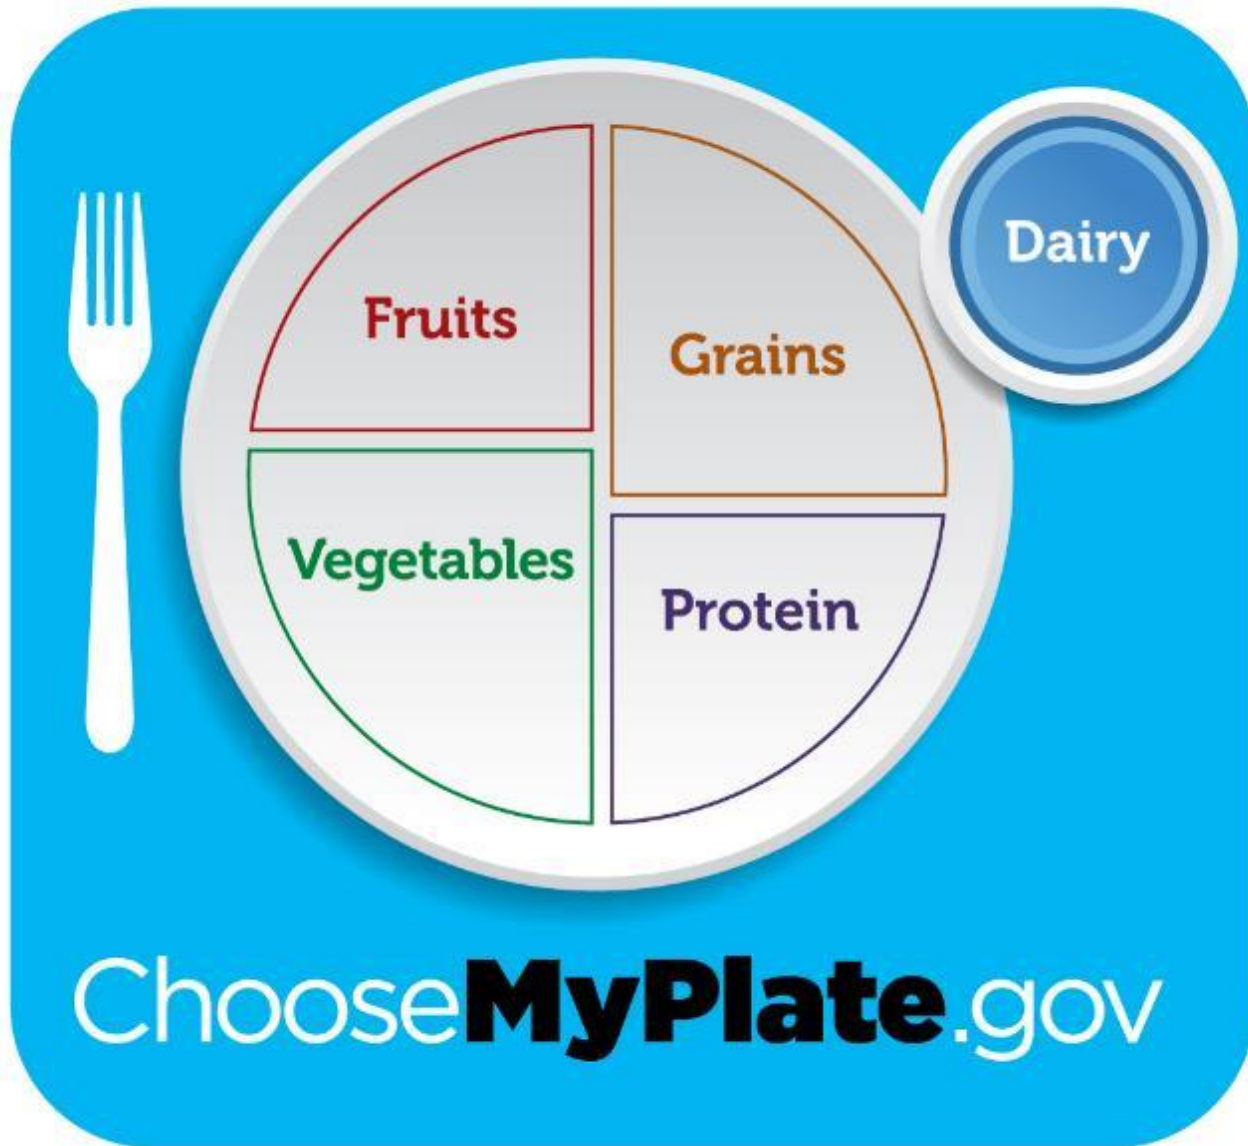 Dairy
Fruits
Grains
Vegetables
Protein
ChooseMyPlate.gov